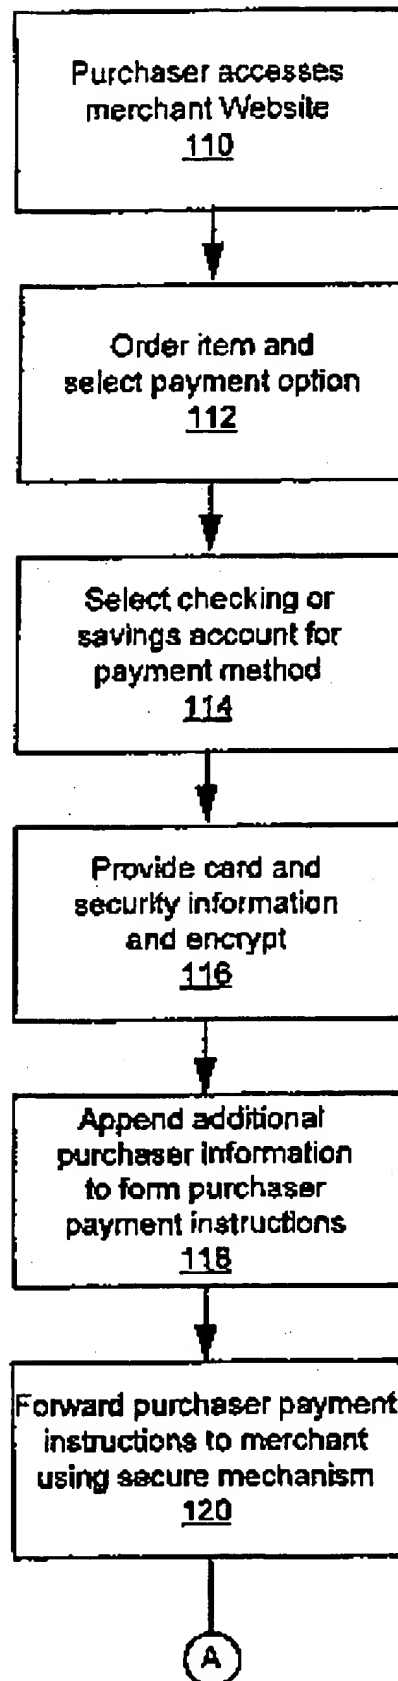 Purchaser accesses
merchant Website
110
Order item and
select payment option
112
Select checking or
savings account for
payment method
114
Provide card and
security information
and encrypt
116
Append additional
purchaser information
to form purchaser
payment instructions
118
Forward purchaser payment
instructions to merchant
using secure mechanism
120
A